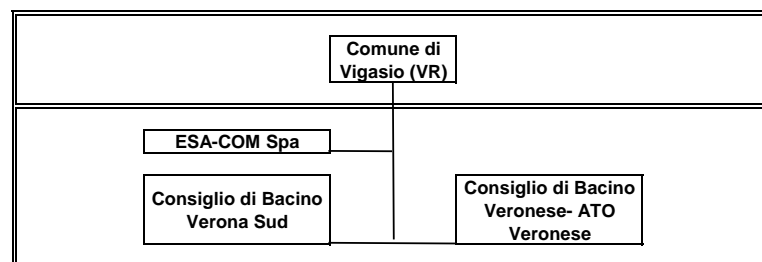 Comune di
Vigasio (VR)
ESA-COM Spa
Consiglio di Bacino
Verona Sud
Consiglio di Bacino
Veronese- ATO
Veronese